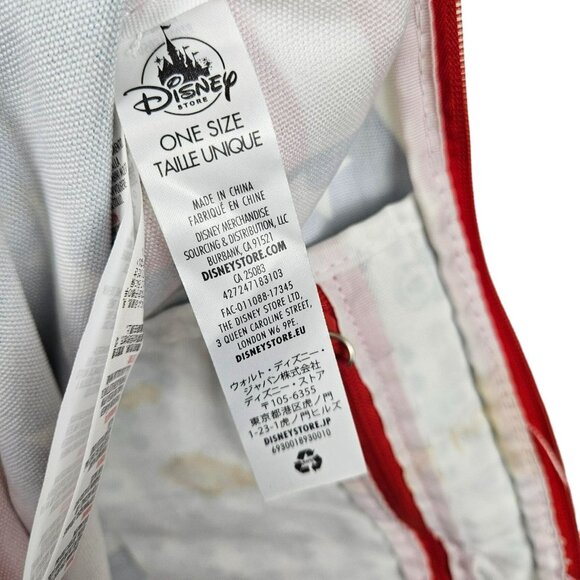 Disney
STORE
ONE SIZE
TAILLE UNIQUE
MADE IN CHINA
FABRIQUÉ EN CHINE
DISNEY MERCHANDISE
SOURCING & DISTRIBUTION, LLC
BURBANK, CA 91521
DISNEYSTORE.COM
CA 25083
427247183103
FAC-011088-17345
THE DISNEY STORE LTD,
3 QUEEN CAROLINE STREET,
LONDON W6 9PE.
DISNEYSTORE.EU
ウォルト・ディズニー・
ジャパン株式会社
ディズニー・ストア
〒105-6355
東京都港区虎ノ門
1-23-1虎ノ門ヒルズ
DISNEYSTORE.JP
6930018930010